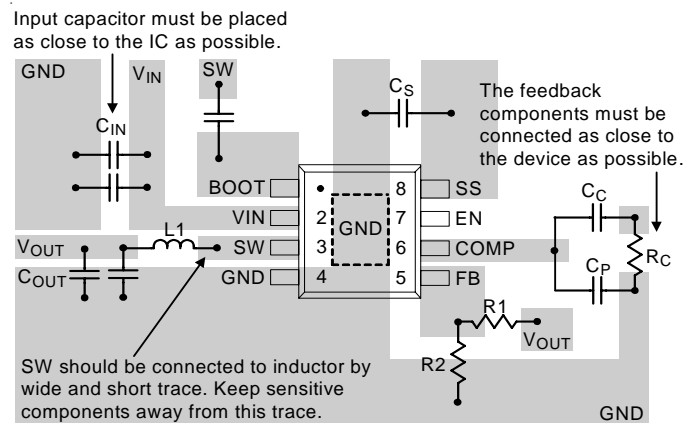 Input capacitor must be placed
as close to the IC as possible.
GND
VIN
SW
CS
CIN
The feedback
components must be
connected as close to
the device as possible.
BOOT
8
SS
VIN
2
GND
7
EN
CC
L1
VOUT
SW
3
6
COMP
RC
COUT
GND
4
5
FB
CP
R1
VOUT
R2
SW should be connected to inductor by
wide and short trace. Keep sensitive
components away from this trace.
GND